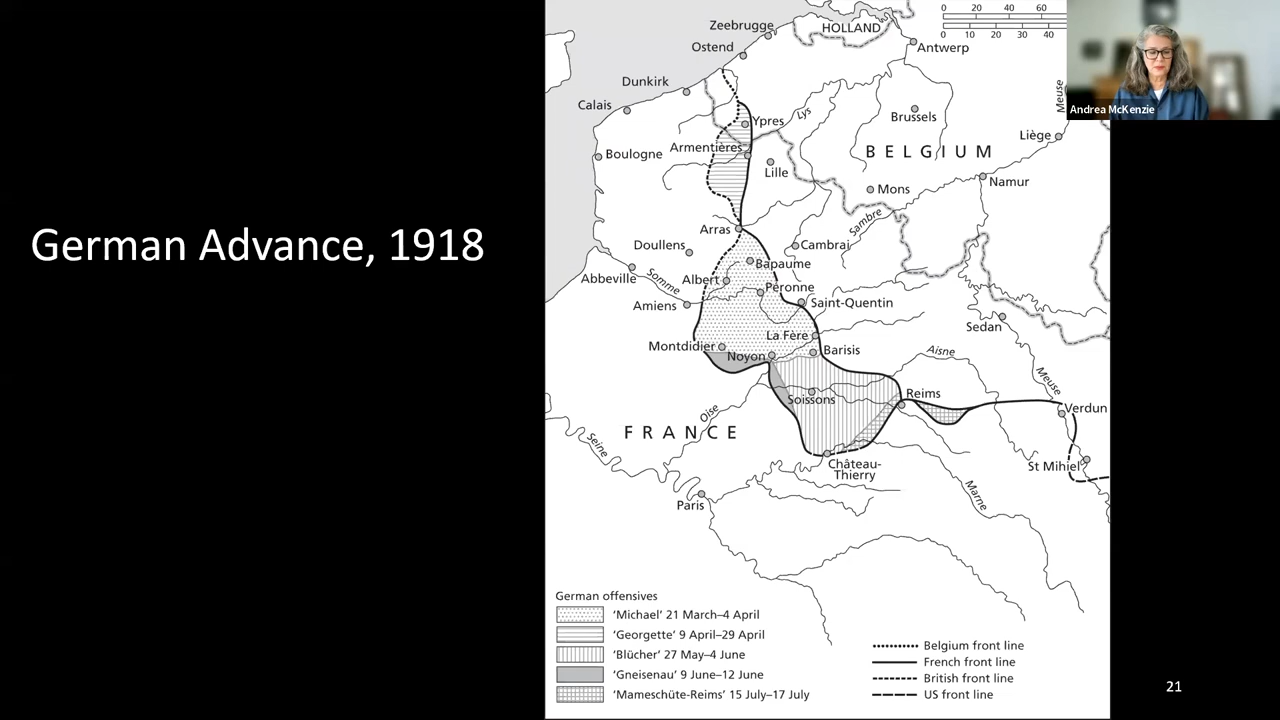 German Advance, 1918
Zeebrugge
HOLLAND
0 20 40 60
0 10 20 30 40
Ostend
Antwerp
Andrea McKenzie
Dunkirk
Meuse
Calais
Ypres
Lys
Brussels
Liège
Boulogne
Armentières
BELGIUM
Lille
Mons
Namur
Sambre
Arras
Doullens
Cambrai
Abbeville
Somme
Albert
Bapaume
Péronne
Amiens
Saint-Quentin
Sedan
La Fère
Montdidier
Noyon
Barisis
Aisne
Meuse
Soissons
Reims
Verdun
Oise
FRANCE
Seine
Château-
Thierry
St Mihiel
Marne
Paris
German offensives
‘Michael’ 21 March–4 April
‘Georgette’ 9 April–29 April
‘Blücher’ 27 May–4 June
‘Gneisenau’ 9 June–12 June
‘Mameschüte-Reims’ 15 July–17 July
Belgium front line
French front line
British front line
US front line
21